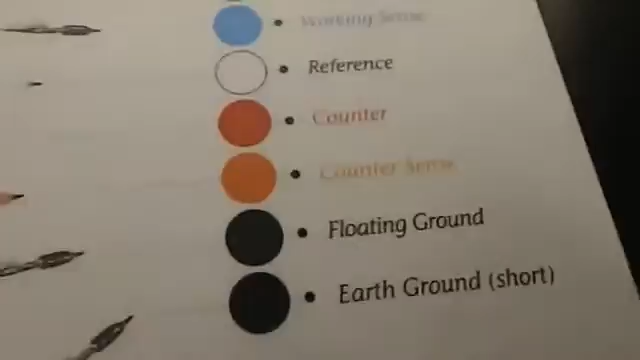 Working Sense
Reference
Counter
Counter Sense
Floating Ground
Earth Ground (short)